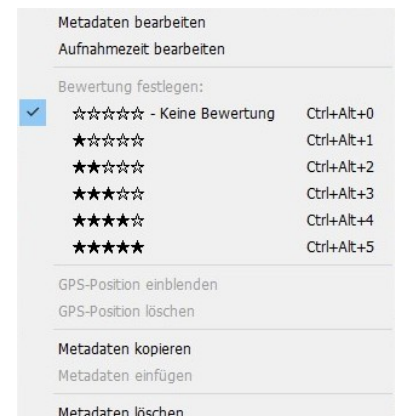 Metadaten bearbeiten
Aufnahmezeit bearbeiten
Bewertung festlegen:
☆☆☆☆☆ - Keine Bewertung Ctrl+Alt+0
★☆☆☆☆ Ctrl+Alt+1
★★☆☆☆ Ctrl+Alt+2
★★★☆☆ Ctrl+Alt+3
★★★★☆ Ctrl+Alt+4
★★★★★ Ctrl+Alt+5
GPS-Position einblenden
GPS-Position löschen
Metadaten kopieren
Metadaten einfügen
Metadaten löschen